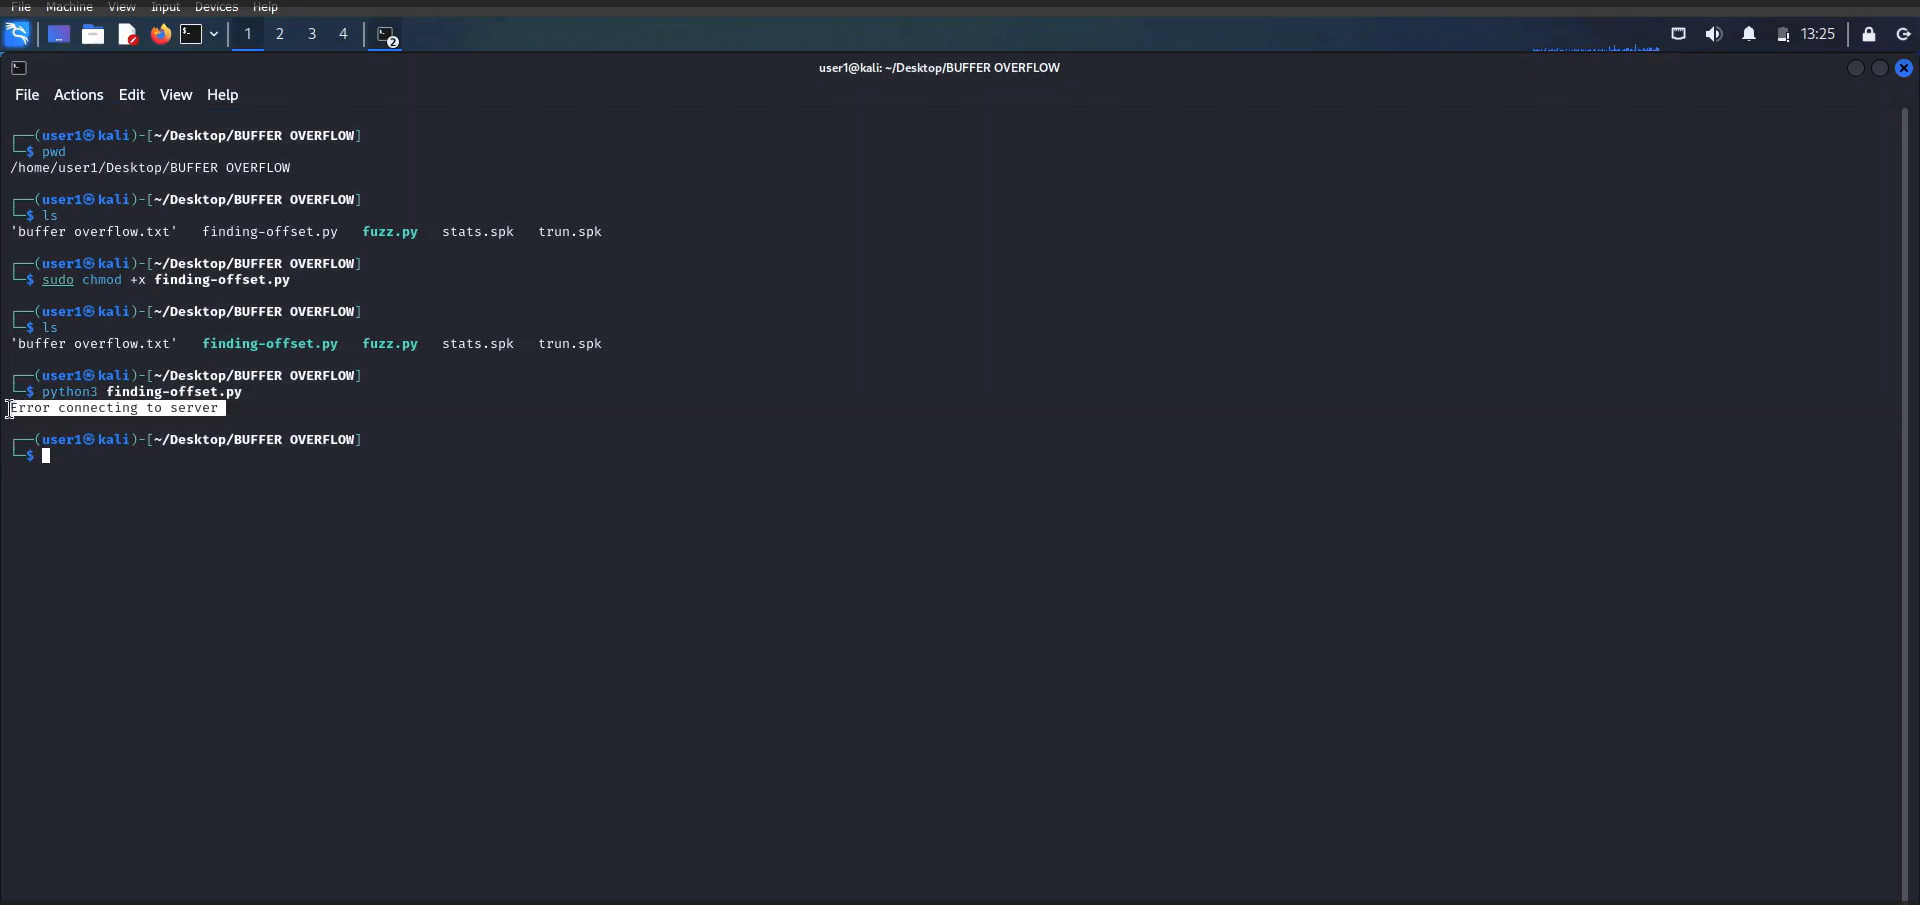 File Machine View Input Devices Help
1 2 3 4 2 13:25
user1@kali: ~/Desktop/BUFFER OVERFLOW
File Actions Edit View Help
┌──(user1㉿kali)-[~/Desktop/BUFFER OVERFLOW]
└─$ pwd
/home/user1/Desktop/BUFFER OVERFLOW
┌──(user1㉿kali)-[~/Desktop/BUFFER OVERFLOW]
└─$ ls
'buffer overflow.txt' finding-offset.py fuzz.py stats.spk trun.spk
┌──(user1㉿kali)-[~/Desktop/BUFFER OVERFLOW]
└─$ sudo chmod +x finding-offset.py
┌──(user1㉿kali)-[~/Desktop/BUFFER OVERFLOW]
└─$ ls
'buffer overflow.txt' finding-offset.py fuzz.py stats.spk trun.spk
┌──(user1㉿kali)-[~/Desktop/BUFFER OVERFLOW]
└─$ python3 finding-offset.py
Error connecting to server
┌──(user1㉿kali)-[~/Desktop/BUFFER OVERFLOW]
└─$